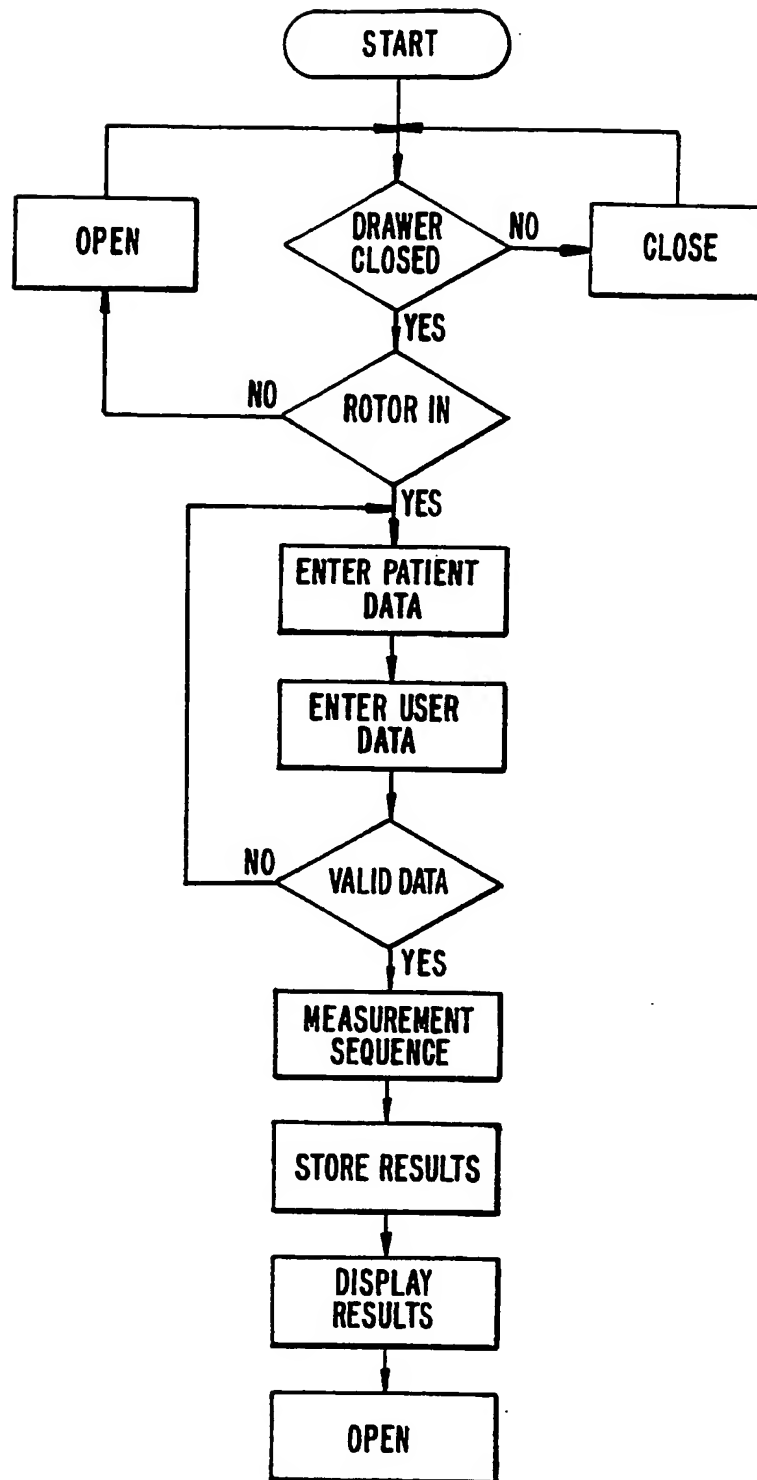 START
OPEN
DRAWER
CLOSED
NO
CLOSE
YES
NO
ROTOR IN
YES
ENTER PATIENT
DATA
ENTER USER
DATA
NO
VALID DATA
YES
MEASUREMENT
SEQUENCE
STORE RESULTS
DISPLAY
RESULTS
OPEN